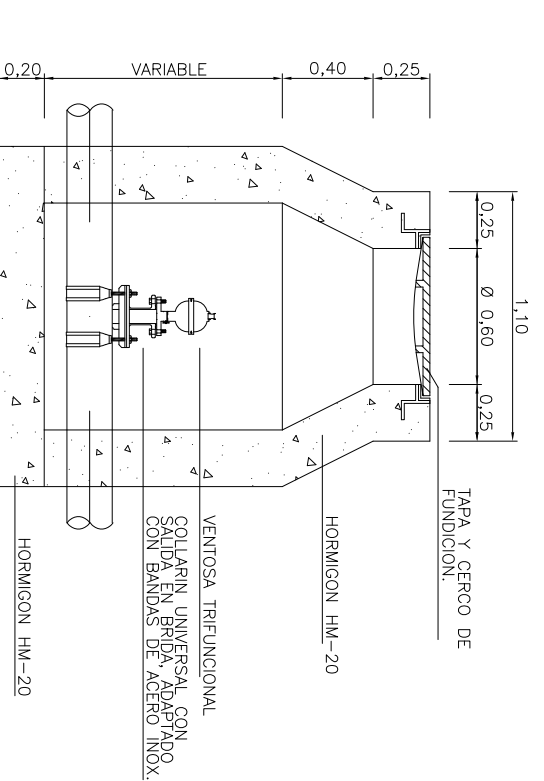 0,20
VARIABLE
0,40
0,25
1,10
0,25
Ø 0,60
0,25
TAPA Y CERCO DE
FUNDICION.
HORMIGON HM-20
VENTOSA TRIFUNCIONAL
COLLARIN UNIVERSAL CON
SALIDA EN BRIDA, ADAPTADO
CON BANDAS DE ACERO INOX.
HORMIGON HM-20